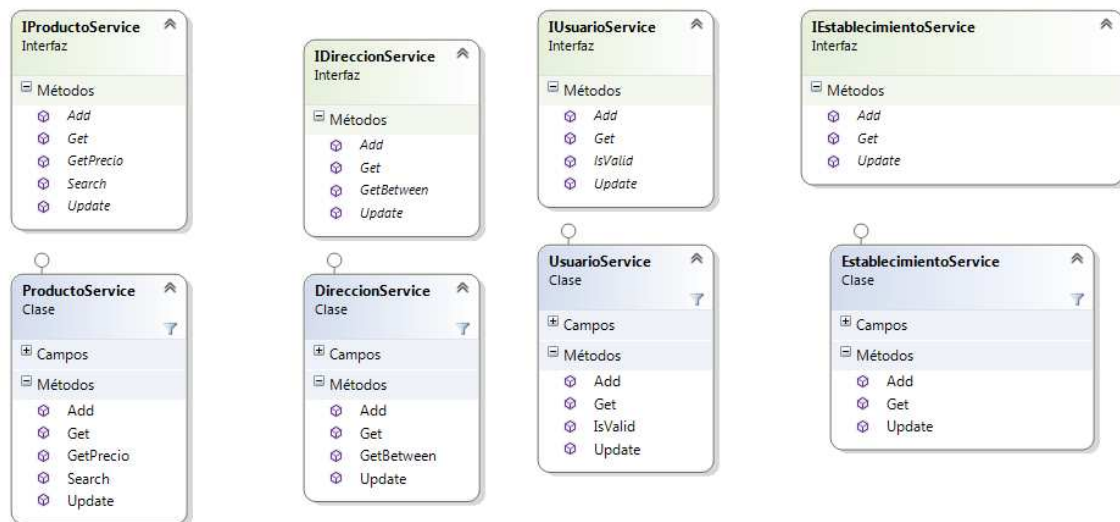 IProductoService
Interfaz
Métodos
Add
Get
GetPrecio
Search
Update
IDireccionService
Interfaz
Métodos
Add
Get
GetBetween
Update
IUsuarioService
Interfaz
Métodos
Add
Get
IsValid
Update
IEstablecimientoService
Interfaz
Métodos
Add
Get
Update
ProductoService
Clase
Campos
Métodos
Add
Get
GetPrecio
Search
Update
DireccionService
Clase
Campos
Métodos
Add
Get
GetBetween
Update
UsuarioService
Clase
Campos
Métodos
Add
Get
IsValid
Update
EstablecimientoService
Clase
Campos
Métodos
Add
Get
Update